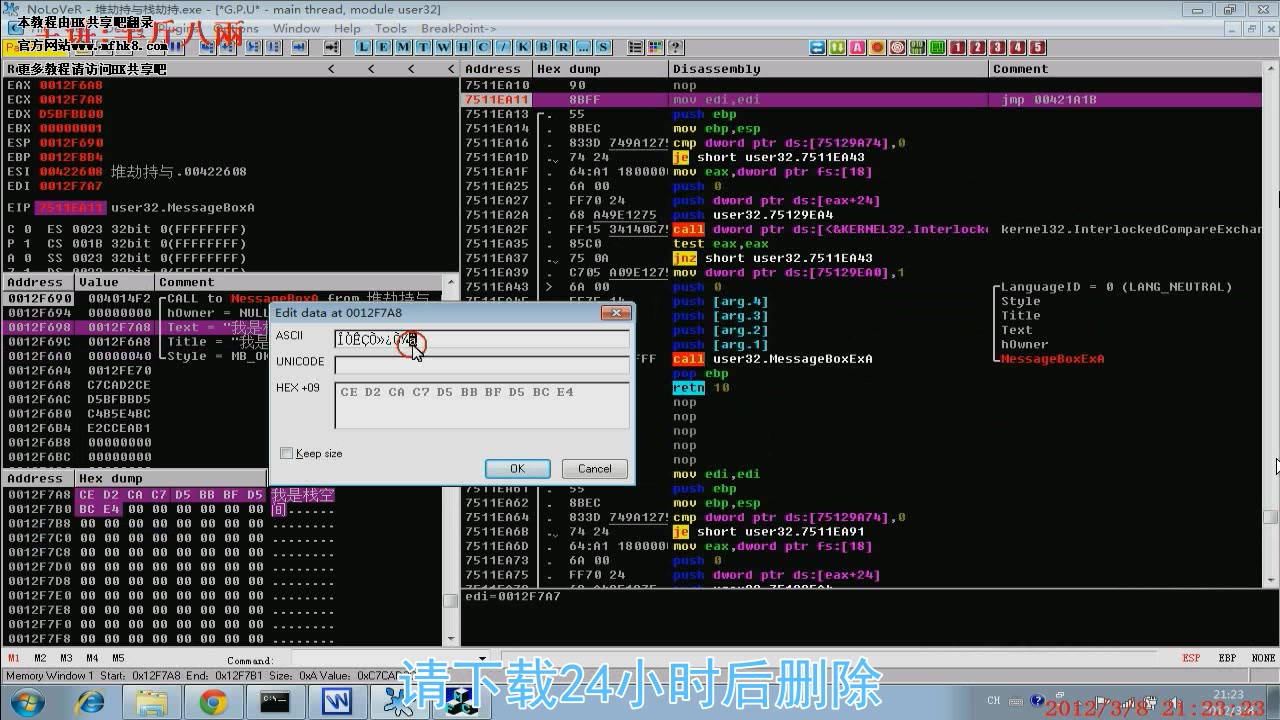 NoLoVeR - 堆劫持与栈劫持.exe - [*G.P.U* - main thread, module user32]
本教程由HK共享吧翻录
主讲:千斤八兩
Plugins Options Window Help Tools BreakPoint->
官方网站www.mfhk8.com
L E M T W H C / K B R ... S
1 2 3 4 5
更多教程请访问HK共享吧
< < < <
EAX 0012F6A8
ECX 0012F7A8
EDX D5BFBB00
EBX 00000001
ESP 0012F690
EBP 0012F8B4
ESI 00422608 堆劫持与.00422608
EDI 0012F7A7
EIP 7511EA11 user32.MessageBoxA
C 0 ES 0023 32bit 0(FFFFFFFF)
P 1 CS 001B 32bit 0(FFFFFFFF)
A 0 SS 0023 32bit 0(FFFFFFFF)
Address Hex dump Disassembly Comment
7511EA10 90 nop
7511EA11 8BFF mov edi,edi jmp 00421A1B
7511EA13 . 55 push ebp
7511EA14 . 8BEC mov ebp,esp
7511EA16 . 833D 749A1275 cmp dword ptr ds:[75129A74],0
7511EA1D . 74 24 je short user32.7511EA43
7511EA1F . 64:A1 1800000 mov eax,dword ptr fs:[18]
7511EA25 . 6A 00 push 0
7511EA27 . FF70 24 push dword ptr ds:[eax+24]
7511EA2A . 68 A49E1275 push user32.75129EA4
7511EA2F . FF15 34140C75 call dword ptr ds:[<&KERNEL32.Interlocke kernel32.InterlockedCompareExchan
7511EA35 . 85C0 test eax,eax
7511EA37 . 75 0A jnz short user32.7511EA43
7511EA39 . C705 A09E1275 mov dword ptr ds:[75129EA0],1
7511EA43 > 6A 00 push 0 LanguageID = 0 (LANG_NEUTRAL)
push [arg.4] Style
push [arg.3] Title
push [arg.2] Text
push [arg.1] hOwner
call user32.MessageBoxExA MessageBoxExA
pop ebp
retn 10
nop
nop
nop
nop
nop
mov edi,edi
push ebp
7511EA62 . 8BEC mov ebp,esp
7511EA64 . 833D 749A1275 cmp dword ptr ds:[75129A74],0
7511EA6B . 74 24 je short user32.7511EA91
7511EA6D . 64:A1 1800000 mov eax,dword ptr fs:[18]
7511EA73 . 6A 00 push 0
7511EA75 . FF70 24 push dword ptr ds:[eax+24]
edi=0012F7A7
Address Value Comment
0012F690 004014F2 CALL to MessageBoxA from 堆劫持与
0012F694 00000000 hOwner = NULL
0012F698 0012F7A8 Text = "我是栈
0012F69C 0012F6A8 Title = "我
0012F6A0 00000040 Style = MB_OK
0012F6A4 0012FE70
0012F6A8 C7CAD2CE
0012F6AC D5BFBBD5
0012F6B0 C4B5E4BC
0012F6B4 E2CCEAB1
0012F6B8 00000000
0012F6BC 00000000
Edit data at 0012F7A8
ASCII
UNICODE
HEX +09 CE D2 CA C7 D5 BB BF D5 BC E4
Keep size
OK Cancel
Address Hex dump
0012F7A8 CE D2 CA C7 D5 BB BF D5 我是栈空
0012F7B0 BC E4 00 00 00 00 00 00 间......
0012F7B8 00 00 00 00 00 00 00 00 ........
0012F7C0 00 00 00 00 00 00 00 00 ........
0012F7C8 00 00 00 00 00 00 00 00 ........
0012F7D0 00 00 00 00 00 00 00 00 ........
0012F7D8 00 00 00 00 00 00 00 00 ........
0012F7E0 00 00 00 00 00 00 00 00 ........
0012F7E8 00 00 00 00 00 00 00 00 ........
0012F7F0 00 00 00 00 00 00 00 00 ........
0012F7F8 00 00 00 00 00 00 00 00 ........
M1 M2 M3 M4 M5 Command: ESP EBP NONE
Memory Window 1 Start: 0x12F7A8 End: 0x12F7B1 Size: 0xA Value: 0xC7CAD
请下载24小时后删除
CH
21:23
2012/3/8 21:23:23